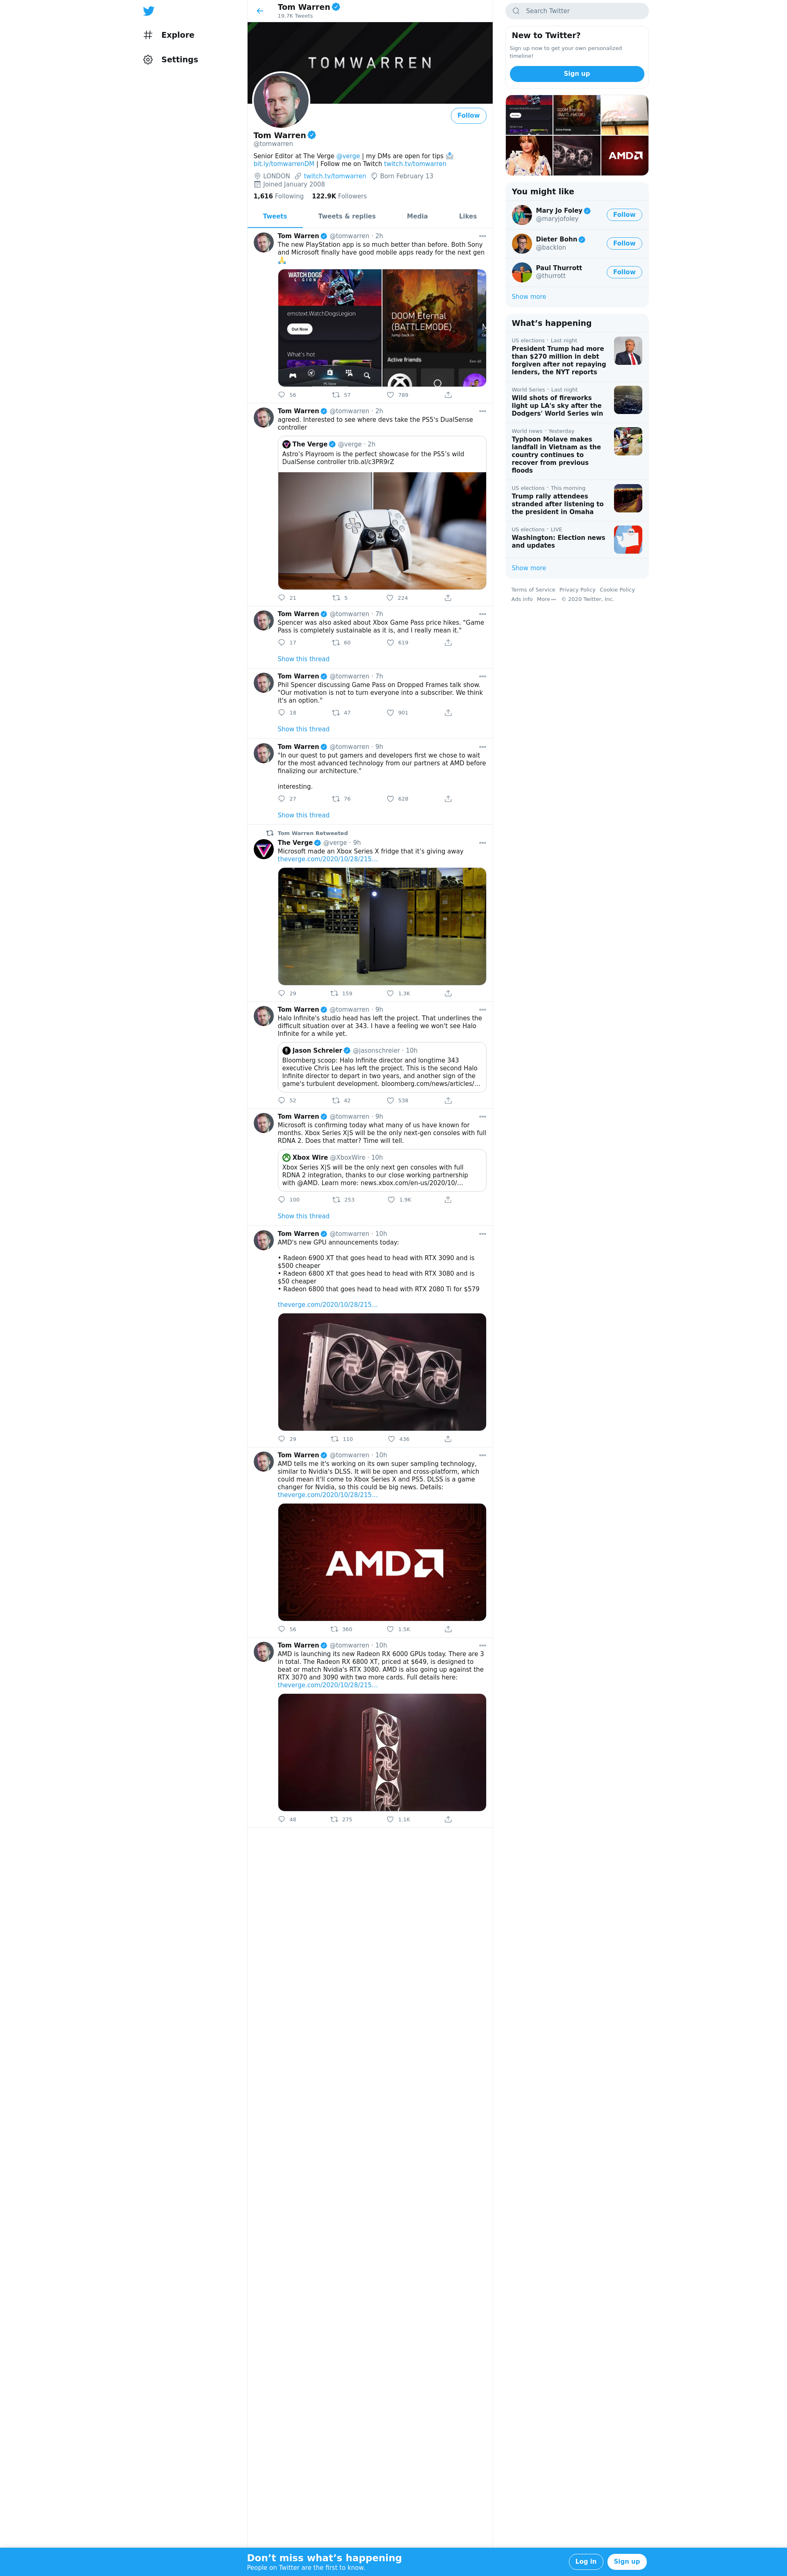 Explore
Settings
Tom Warren
19.7K Tweets
TOMWARREN
Follow
Tom Warren
@tomwarren
Senior Editor at The Verge @verge | my DMs are open for tips 📩
bit.ly/tomwarrenDM | Follow me on Twitch twitch.tv/tomwarren
LONDON twitch.tv/tomwarren Born February 13
Joined January 2008
1,616 Following 122.9K Followers
Tweets Tweets & replies Media Likes
Tom Warren @tomwarren · 2h
The new PlayStation app is so much better than before. Both Sony
and Microsoft finally have good mobile apps ready for the next gen
🙏
WATCH DOGS
LEGION
emotext.WatchDogsLegion
Out Now
What's hot
PS Store
DOOM Eternal
(BATTLEMODE)
Jump back in
Active friends See all
56 57 789
Tom Warren @tomwarren · 2h
agreed. Interested to see where devs take the PS5's DualSense
controller
The Verge @verge · 2h
Astro’s Playroom is the perfect showcase for the PS5’s wild
DualSense controller trib.al/c3PR9rZ
21 5 224
Tom Warren @tomwarren · 7h
Spencer was also asked about Xbox Game Pass price hikes. "Game
Pass is completely sustainable as it is, and I really mean it."
17 60 619
Show this thread
Tom Warren @tomwarren · 7h
Phil Spencer discussing Game Pass on Dropped Frames talk show.
"Our motivation is not to turn everyone into a subscriber. We think
it's an option."
18 47 901
Show this thread
Tom Warren @tomwarren · 9h
"In our quest to put gamers and developers first we chose to wait
for the most advanced technology from our partners at AMD before
finalizing our architecture."
interesting.
27 76 628
Show this thread
Tom Warren Retweeted
The Verge @verge · 9h
Microsoft made an Xbox Series X fridge that it’s giving away
theverge.com/2020/10/28/215…
29 159 1.3K
Tom Warren @tomwarren · 9h
Halo Infinite's studio head has left the project. That underlines the
difficult situation over at 343. I have a feeling we won't see Halo
Infinite for a while yet.
Jason Schreier @jasonschreier · 10h
Bloomberg scoop: Halo Infinite director and longtime 343
executive Chris Lee has left the project. This is the second Halo
Infinite director to depart in two years, and another sign of the
game's turbulent development. bloomberg.com/news/articles/…
52 42 538
Tom Warren @tomwarren · 9h
Microsoft is confirming today what many of us have known for
months. Xbox Series X|S will be the only next-gen consoles with full
RDNA 2. Does that matter? Time will tell.
Xbox Wire @XboxWire · 10h
Xbox Series X|S will be the only next gen consoles with full
RDNA 2 integration, thanks to our close working partnership
with @AMD. Learn more: news.xbox.com/en-us/2020/10/…
100 253 1.9K
Show this thread
Tom Warren @tomwarren · 10h
AMD's new GPU announcements today:
• Radeon 6900 XT that goes head to head with RTX 3090 and is
$500 cheaper
• Radeon 6800 XT that goes head to head with RTX 3080 and is
$50 cheaper
• Radeon 6800 that goes head to head with RTX 2080 Ti for $579
theverge.com/2020/10/28/215…
29 110 436
Tom Warren @tomwarren · 10h
AMD tells me it's working on its own super sampling technology,
similar to Nvidia's DLSS. It will be open and cross-platform, which
could mean it'll come to Xbox Series X and PS5. DLSS is a game
changer for Nvidia, so this could be big news. Details:
theverge.com/2020/10/28/215…
AMD
56 360 1.5K
Tom Warren @tomwarren · 10h
AMD is launching its new Radeon RX 6000 GPUs today. There are 3
in total. The Radeon RX 6800 XT, priced at $649, is designed to
beat or match Nvidia's RTX 3080. AMD is also going up against the
RTX 3070 and 3090 with two more cards. Full details here:
theverge.com/2020/10/28/215…
48 275 1.1K
Search Twitter
New to Twitter?
Sign up now to get your own personalized
timeline!
Sign up
AMD
You might like
Mary Jo Foley
@maryjofoley
Follow
Dieter Bohn
@backlon
Follow
Paul Thurrott
@thurrott
Follow
Show more
What’s happening
US elections · Last night
President Trump had more
than $270 million in debt
forgiven after not repaying
lenders, the NYT reports
World Series · Last night
Wild shots of fireworks
light up LA's sky after the
Dodgers' World Series win
World news · Yesterday
Typhoon Molave makes
landfall in Vietnam as the
country continues to
recover from previous
floods
US elections · This morning
Trump rally attendees
stranded after listening to
the president in Omaha
US elections · LIVE
Washington: Election news
and updates
Show more
Terms of Service Privacy Policy Cookie Policy
Ads info More © 2020 Twitter, Inc.
Don’t miss what’s happening
People on Twitter are the first to know.
Log in
Sign up